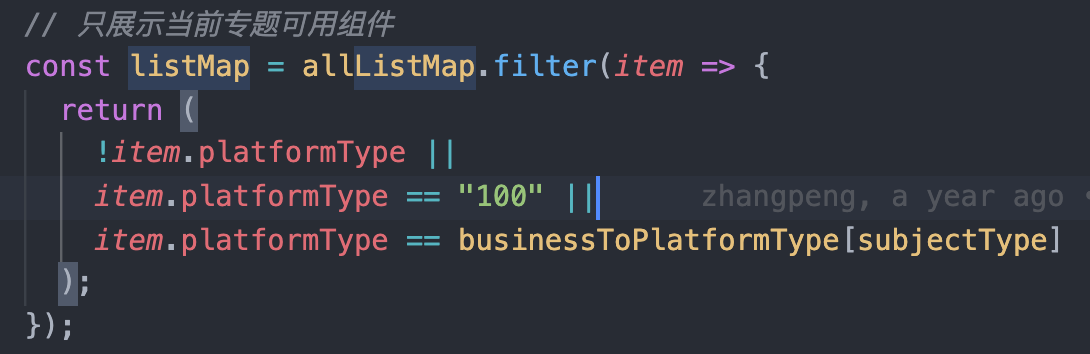 // 只展示当前专题可用组件
const listMap = allListMap.filter(item => {
return (
!item.platformType ||
item.platformType == "100" || zhangpeng, a year ago •
item.platformType == businessToPlatformType[subjectType]
);
});